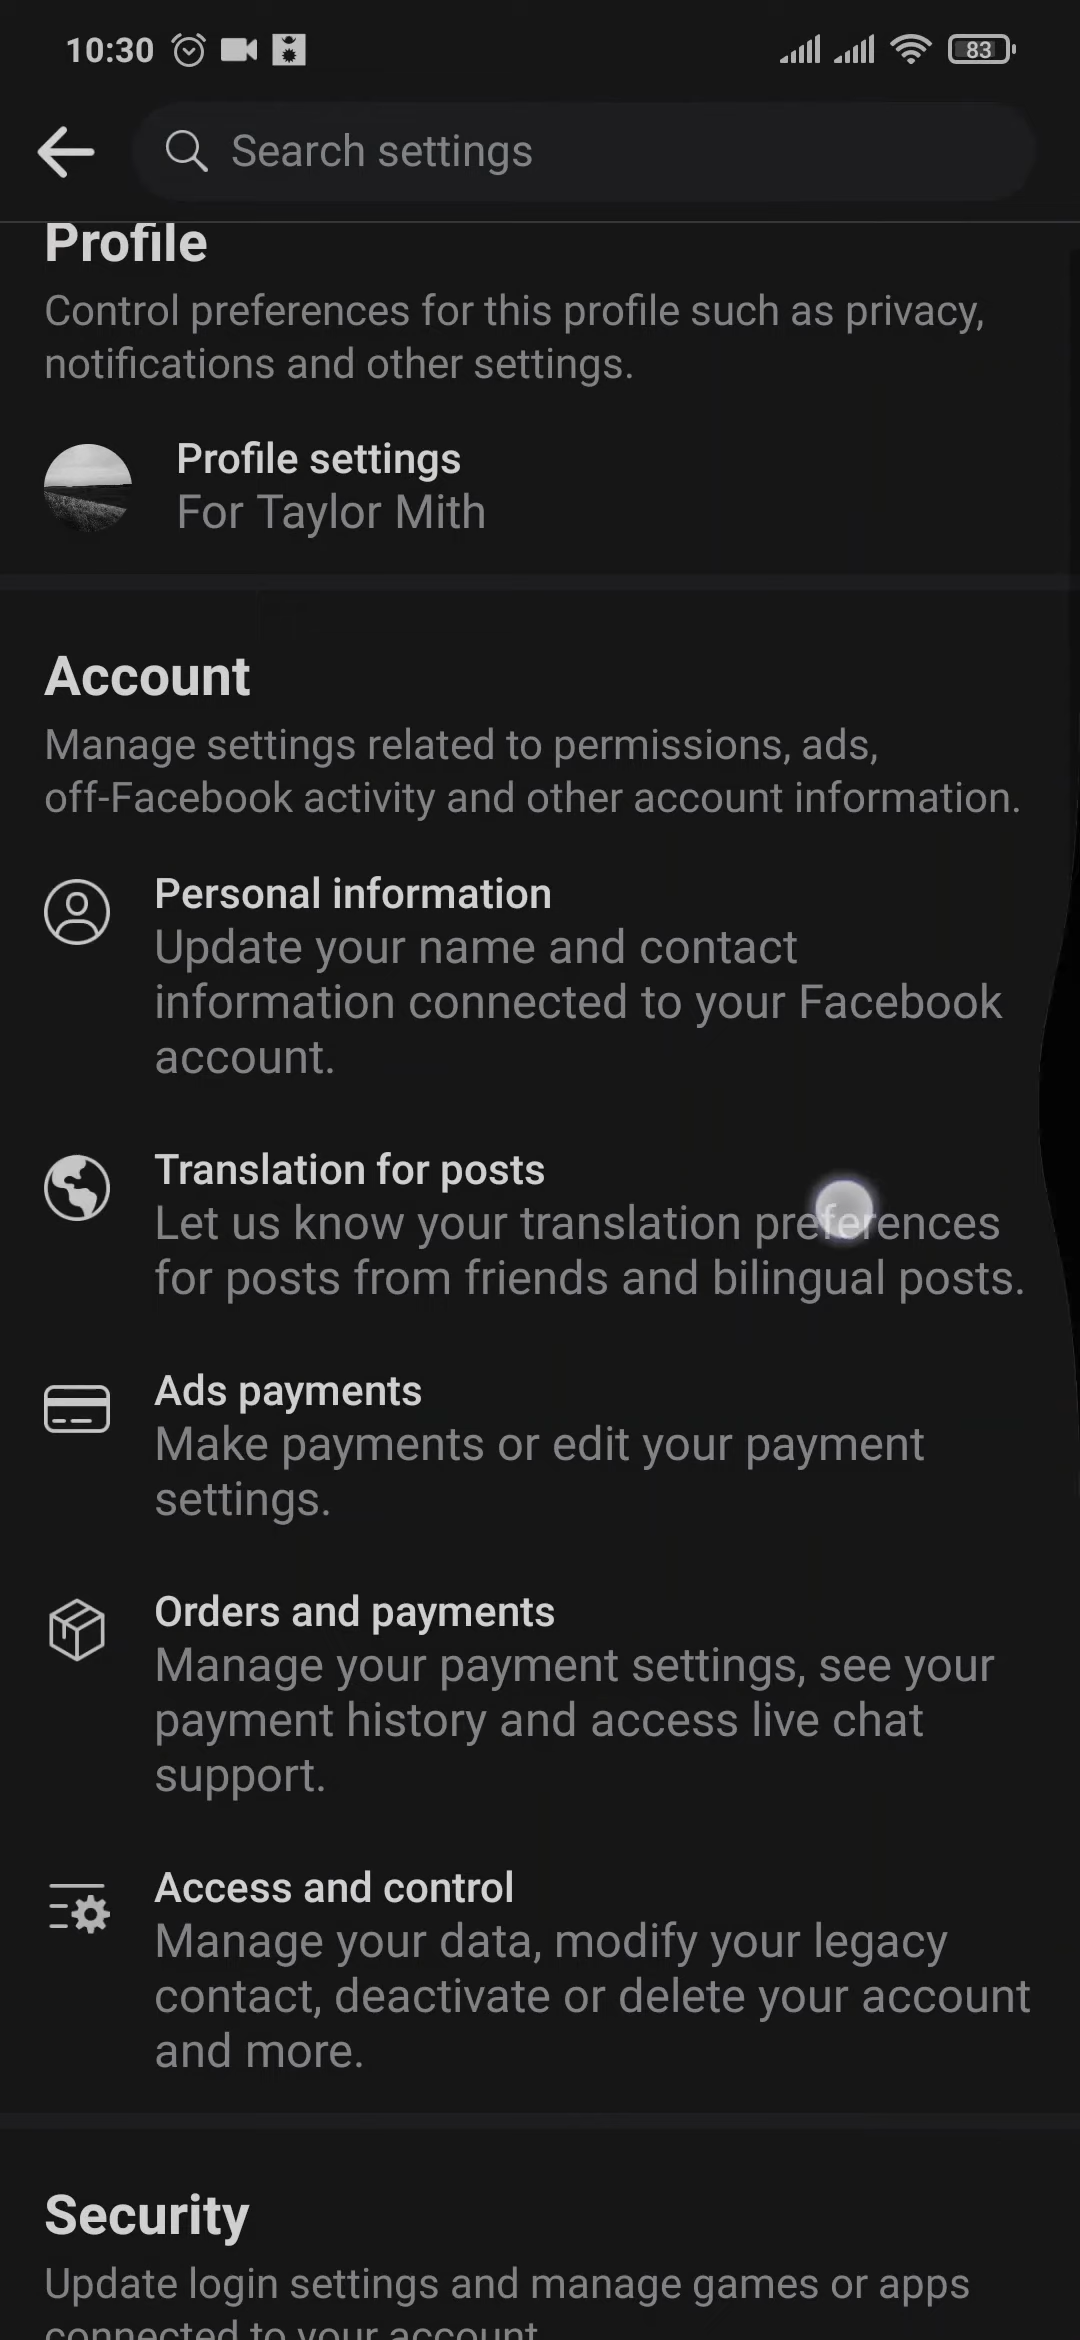 10:30
83
Search settings
Profile
Control preferences for this profile such as privacy,
notifications and other settings.
Profile settings
For Taylor Mith
Account
Manage settings related to permissions, ads,
off-Facebook activity and other account information.
Personal information
Update your name and contact
information connected to your Facebook
account.
Translation for posts
Let us know your translation preferences
for posts from friends and bilingual posts.
Ads payments
Make payments or edit your payment
settings.
Orders and payments
Manage your payment settings, see your
payment history and access live chat
support.
Access and control
Manage your data, modify your legacy
contact, deactivate or delete your account
and more.
Security
Update login settings and manage games or apps
connected to your account.